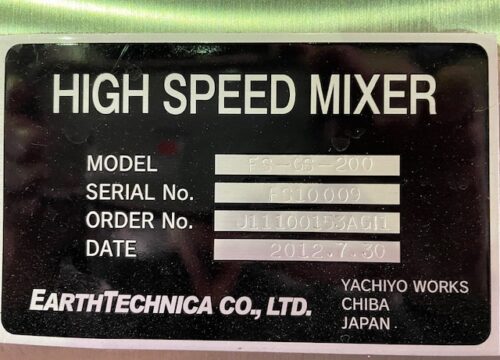 HIGH SPEED MIXER
MODEL FS-GS-200
SERIAL No. FS10009
ORDER No.
DATE 2012.7.30
EARTHTECHNICA CO., LTD.
YACHIYO WORKS
CHIBA
JAPAN